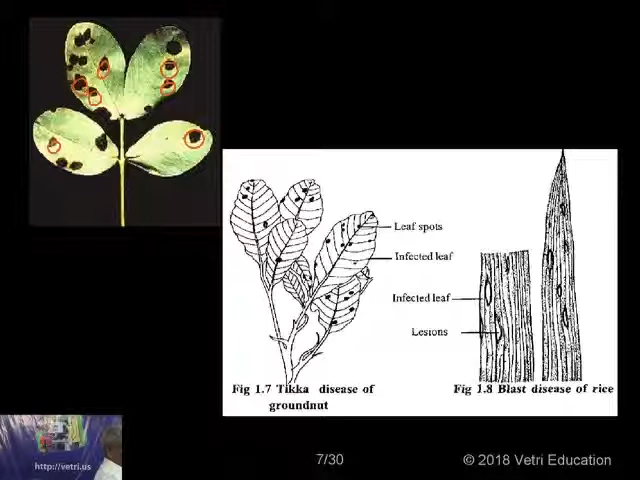 Leaf spots
Infected leaf
Infected leaf
Lesions
Fig 1.7 Tikka disease of
groundnut
Fig 1.8 Blast disease of rice
http://vetri.us
7/30
© 2018 Vetri Education